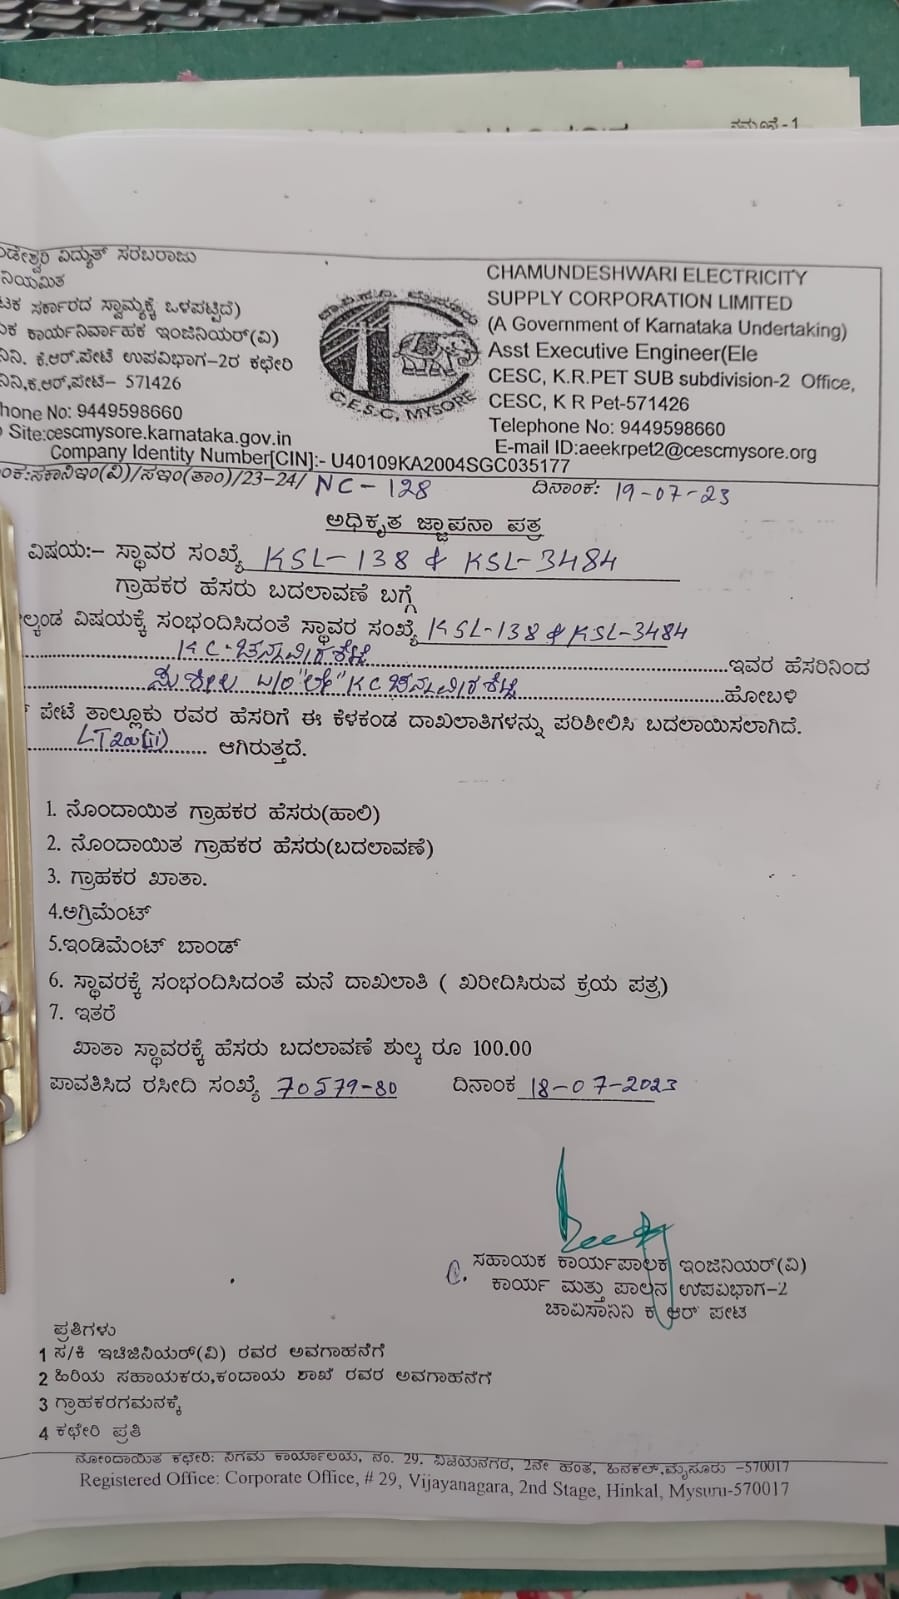 ನಮೂನೆ-1
ವಿದ್ಯುತ್ ಸರಬರಾಜು
ನಿಯಮಿತ
ಸರ್ಕಾರದ ಸ್ವಾಮ್ಯಕ್ಕೆ ಒಳಪಟ್ಟಿದೆ)
ಕಾರ್ಯನಿರ್ವಾಹಕ ಇಂಜಿನಿಯರ್(ವಿ)
ಕೆ.ಆರ್.ಪೇಟೆ ಉಪವಿಭಾಗ-2ರ ಕಛೇರಿ
ನಿನಿ,ಕೆ.ಆರ್.ಪೇಟೆ- 571426
hone No: 9449598660
Site:cescmysore.karnataka.gov.in
C.E.S.C, MYSORE
CHAMUNDESHWARI ELECTRICITY
SUPPLY CORPORATION LIMITED
(A Government of Karnataka Undertaking)
Asst Executive Engineer(Ele
CESC, K.R.PET SUB subdivision-2 Office,
CESC, K R Pet-571426
Telephone No: 9449598660
E-mail ID:aeekrpet2@cescmysore.org
Company Identity Number[CIN]:- U40109KA2004SGC035177
ಂಕ:ಸಕಾನಿಇಂ(ವಿ)/ಸಇಂ(ತಾಂ)/23-24/ NC-128 ದಿನಾಂಕ: 19-07-23
ಅಧಿಕೃತ ಜ್ಞಾಪನಾ ಪತ್ರ
ವಿಷಯ:- ಸ್ಥಾವರ ಸಂಖ್ಯೆ KSL-138 & KSL-3484
ಗ್ರಾಹಕರ ಹೆಸರು ಬದಲಾವಣೆ ಬಗ್ಗೆ
ಲ್ಕಂಡ ವಿಷಯಕ್ಕೆ ಸಂಭಂದಿಸಿದಂತೆ ಸ್ಥಾವರ ಸಂಖ್ಯೆ KSL-138 & KSL-3484
KC. ಇವರ ಹೆಸರಿನಿಂದ
KC ಹೋಬಳಿ
ಪೇಟೆ ತಾಲ್ಲೂಕು ರವರ ಹೆಸರಿಗೆ ಈ ಕೆಳಕಂಡ ದಾಖಲಾತಿಗಳನ್ನು ಪರಿಶೀಲಿಸಿ ಬದಲಾಯಿಸಲಾಗಿದೆ.
LT2a(ii) ಆಗಿರುತ್ತದೆ.
1. ನೊಂದಾಯಿತ ಗ್ರಾಹಕರ ಹೆಸರು(ಹಾಲಿ)
2. ನೊಂದಾಯಿತ ಗ್ರಾಹಕರ ಹೆಸರು(ಬದಲಾವಣೆ)
3. ಗ್ರಾಹಕರ ಖಾತಾ.
4.ಅಗ್ರಿಮೆಂಟ್
5.ಇಂಡಿಮೆಂಟ್ ಬಾಂಡ್
6. ಸ್ಥಾವರಕ್ಕೆ ಸಂಭಂದಿಸಿದಂತೆ ಮನೆ ದಾಖಲಾತಿ ( ಖರೀದಿಸಿರುವ ಕ್ರಯ ಪತ್ರ)
7. ಇತರೆ
ಖಾತಾ ಸ್ಥಾವರಕ್ಕೆ ಹೆಸರು ಬದಲಾವಣೆ ಶುಲ್ಕ ರೂ 100.00
ಪಾವತಿಸಿದ ರಸೀದಿ ಸಂಖ್ಯೆ 70579-80 ದಿನಾಂಕ 18-07-2023
ಸಹಾಯಕ ಕಾರ್ಯಪಾಲಕ ಇಂಜಿನಿಯರ್(ವಿ)
ಕಾರ್ಯ ಮತ್ತು ಪಾಲನ ಉಪವಿಭಾಗ-2
ಚಾವಿಸಾನಿನಿ ಕೆ ಆರ್ ಪೇಟೆ
ಪ್ರತಿಗಳು
1 ಸ/ಕಿ ಇಚಿಜಿನಿಯರ್(ವಿ) ರವರ ಅವಗಾಹನೆಗೆ
2 ಹಿರಿಯ ಸಹಾಯಕರು,ಕಂದಾಯ ಶಾಖೆ ರವರ ಅವಗಾಹನೆಗೆ
3 ಗ್ರಾಹಕರಗಮನಕ್ಕೆ
4 ಕಛೇರಿ ಪ್ರತಿ
ನೋಂದಾಯಿತ ಕಛೇರಿ: ನಿಗಮ ಕಾರ್ಯಾಲಯ, ನಂ. 29, ವಿಜಯನಗರ, 2ನೇ ಹಂತ, ಹಿನಕಲ್,ಮೈಸೂರು -570017
Registered Office: Corporate Office, # 29, Vijayanagara, 2nd Stage, Hinkal, Mysuru-570017